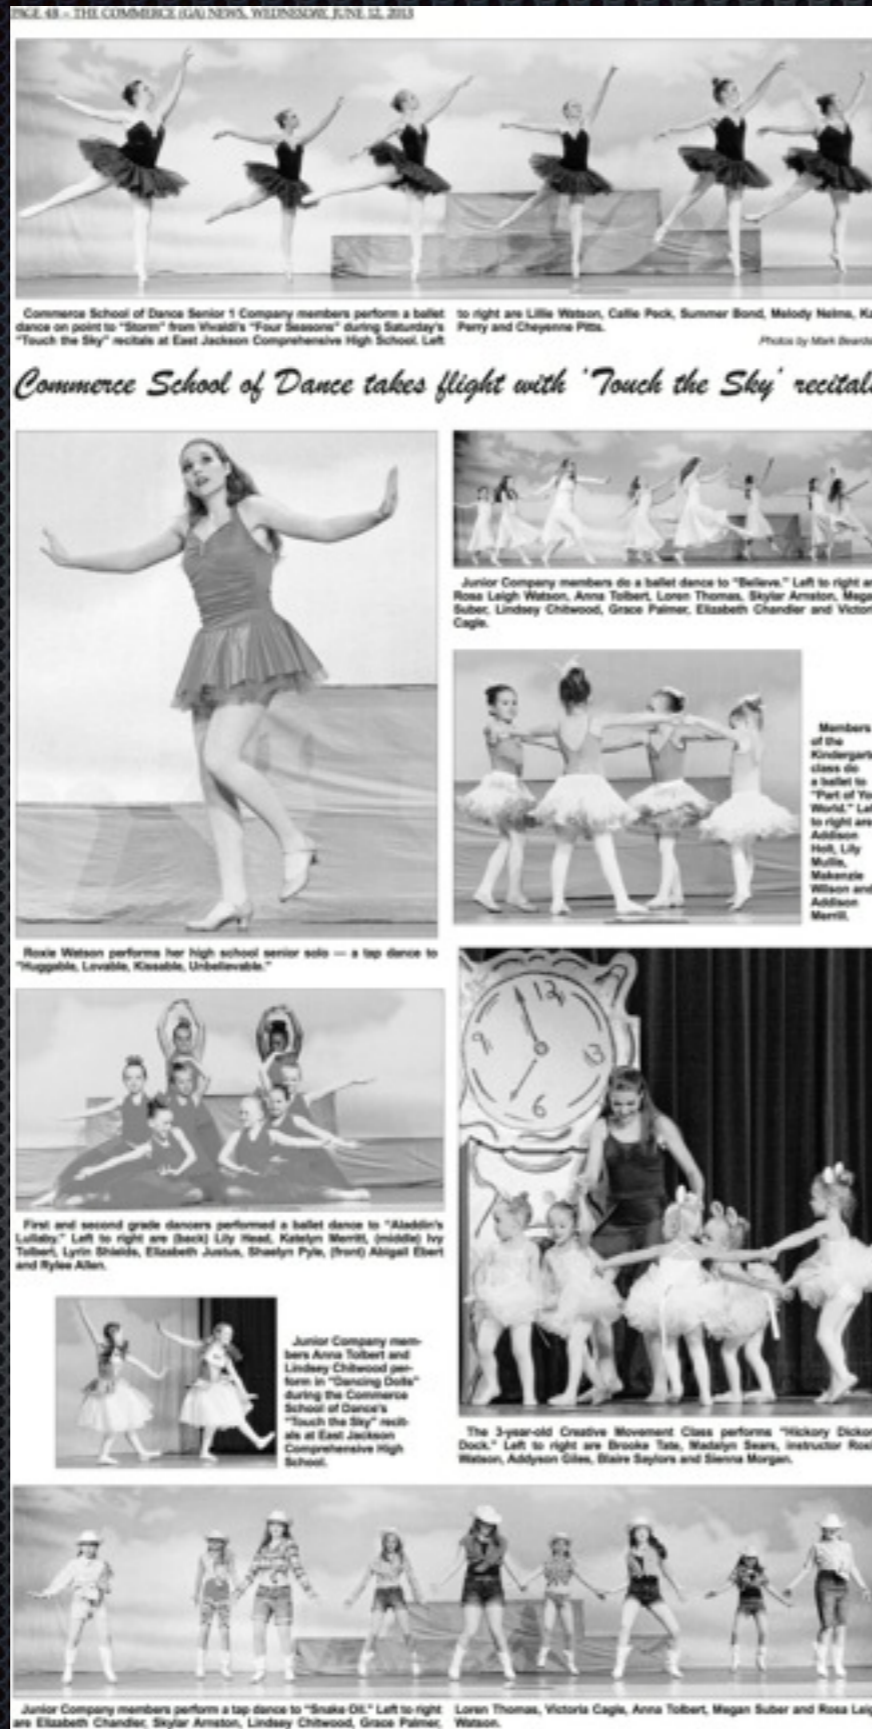 PAGE 4B – THE COMMERCE (GA) NEWS, WEDNESDAY, JUNE 12, 2013
Commerce School of Dance Senior 1 Company members perform a ballet
dance on point to "Storm" from Vivaldi's "Four Seasons" during Saturday's
"Touch the Sky" recitals at East Jackson Comprehensive High School. Left
to right are Lillie Watson, Callie Peck, Summer Bond, Melody Nelms,
Perry and Cheyenne Pitts.
Photos by Mark
Commerce School of Dance takes flight with 'Touch the Sky'
Junior Company members do a ballet dance to "Believe." Left to right
Rosa Leigh Watson, Anna Tolbert, Loren Thomas, Skylar Arnston,
Suber, Lindsey Chitwood, Grace Palmer, Elizabeth Chandler and
Cagle.
Members
of the
class do
a ballet to
"Part of
World."
to right are
Addison
Holt, Lily
Mullis,
Makenzie
Wilson and
Addison
Merrill.
Roxie Watson performs her high school senior solo — a tap dance to
"Huggable, Lovable, Kissable, Unbelievable."
12
9
3
6
First and second grade dancers performed a ballet dance to "Aladdin's
Lullaby." Left to right are (back) Lily Head, Katelyn Merritt, (middle) Ivy
Tolbert, Lyrin Shields, Elizabeth Justus, Shaelyn Pyle, (front) Abigail Ebert
and Rylee Allen.
Junior Company mem-
bers Anna Tolbert and
Lindsey Chitwood per-
form in "Dancing Dolls"
during the Commerce
School of Dance's
"Touch the Sky" recit-
als at East Jackson
Comprehensive High
School.
The 3-year-old Creative Movement Class performs "Hickory
Dock." Left to right are Brooke Tate, Madalyn Sears, instructor
Watson, Addyson Giles, Blaire Saylors and Sienna Morgan.
Junior Company members perform a tap dance to "Snake Oil." Left to right
are Elizabeth Chandler, Skylar Arnston, Lindsey Chitwood, Grace Palmer,
Loren Thomas, Victoria Cagle, Anna Tolbert, Megan Suber and Rosa
Watson.